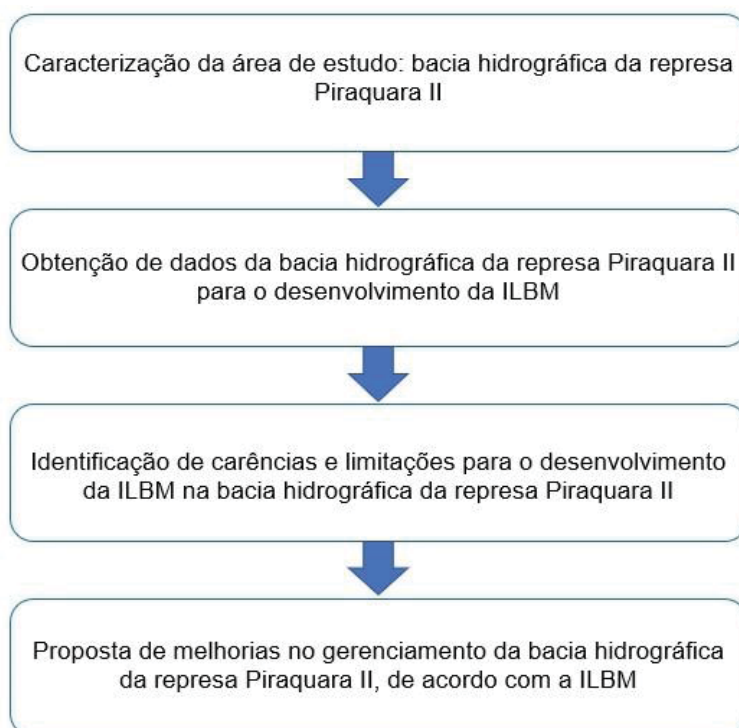 Caracterização da área de estudo: bacia hidrográfica da represa
Piraquara II
Obtenção de dados da bacia hidrográfica da represa Piraquara II
para o desenvolvimento da ILBM
Identificação de carências e limitações para o desenvolvimento
da ILBM na bacia hidrográfica da represa Piraquara II
Proposta de melhorias no gerenciamento da bacia hidrográfica
da represa Piraquara II, de acordo com a ILBM